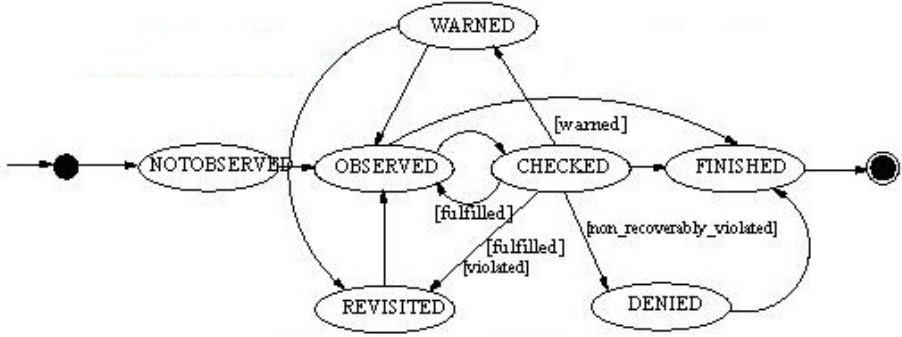 WARNED
[warned]
NOTOBSERVED
OBSERVED
CHECKED
FINISHED
[fulfilled]
[non_recoverably_violated]
[fulfilled]
[violated]
REVISITED
DENIED